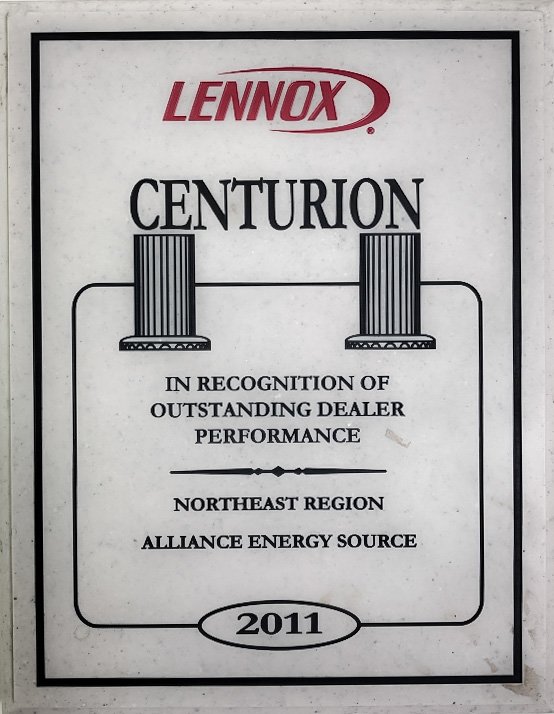 LENNOX
®
CENTURION
IN RECOGNITION OF
OUTSTANDING DEALER
PERFORMANCE
NORTHEAST REGION
ALLIANCE ENERGY SOURCE
2011